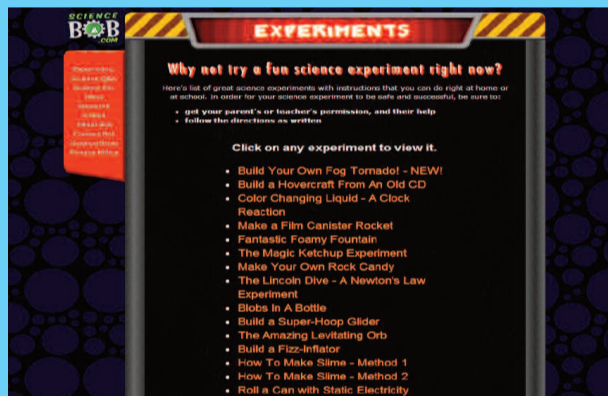 SCIENCE
BOB
.COM
EXPERIMENTS
Why not try a fun science experiment right now?
Here's list of great science experiments with instructions that you can do right at home or
at school. In order for your science experiment to be safe and successful, be sure to:
• get your parent's or teacher's permission, and their help
• follow the directions as written
Click on any experiment to view it.
• Build Your Own Fog Tornado! - NEW!
• Build a Hovercraft From An Old CD
• Color Changing Liquid - A Clock
Reaction
• Make a Film Canister Rocket
• Fantastic Foamy Fountain
• The Magic Ketchup Experiment
• Make Your Own Rock Candy
• The Lincoln Dive - A Newton's Law
Experiment
• Blobs In A Bottle
• Build a Super-Hoop Glider
• The Amazing Levitating Orb
• Build a Fizz-Inflator
• How To Make Slime - Method 1
• How To Make Slime - Method 2
• Roll a Can with Static Electricity